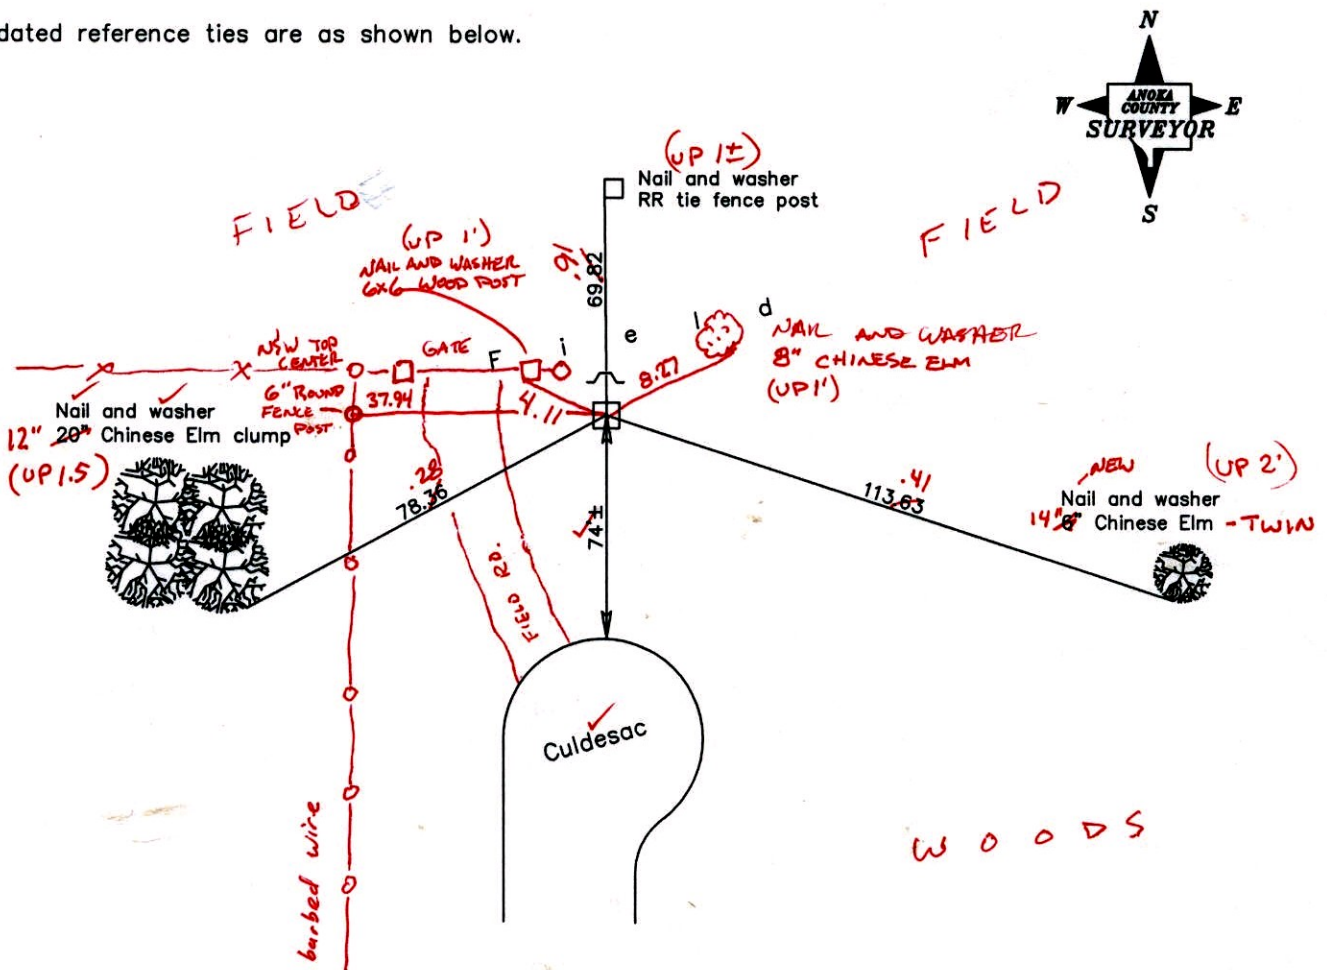 dated reference ties are as shown below.
N
W
ANOKA
COUNTY
SURVEYOR
E
S
(UP 1±)
Nail and washer
RR tie fence post
FIELD
FIELD
(UP 1')
NAIL AND WASHER
6x6 WOOD POST
.91
69.82
e
l
d
NAIL AND WASHER
8" CHINESE ELM
(UP 1')
8.27
NSW TOP
CENTER
GATE
F
i
6" ROUND
FENCE
POST
37.94
4.11
Nail and washer
12" 20" Chinese Elm clump
(UP 1.5)
.28
78.36
74±
.41
113.63
NEW
(UP 2')
Nail and washer
14" 6" Chinese Elm - TWIN
FIELD RD.
Culdesac
barbed wire
WOODS